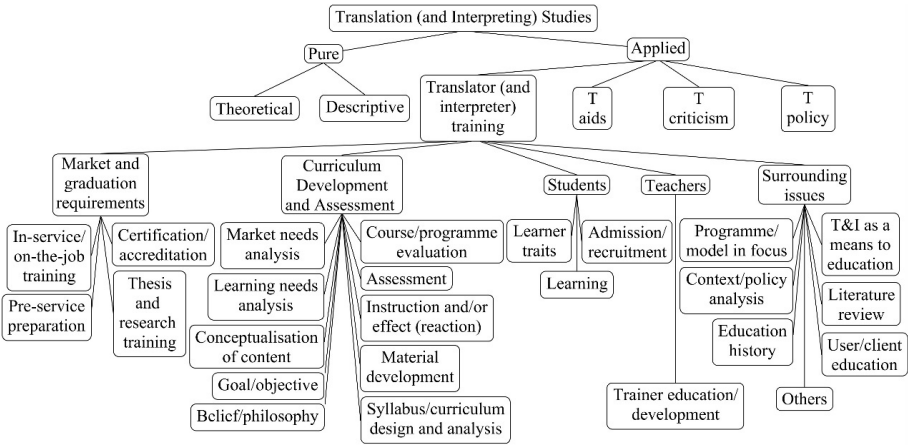 Translation (and Interpreting) Studies
Pure
Applied
Theoretical
Descriptive
Translator (and
interpreter)
training
T
aids
T
criticism
T
policy
Market and
graduation
requirements
Curriculum
Development
and Assessment
Students
Teachers
Surrounding
issues
In-service/
on-the-job
training
Certification/
accreditation
Pre-service
preparation
Thesis
and
research
training
Market needs
analysis
Course/programme
evaluation
Learning needs
analysis
Assessment
Instruction and/or
effect (reaction)
Conceptualisation
of content
Material
development
Goal/objective
Belief/philosophy
Syllabus/curriculum
design and analysis
Learner
traits
Admission/
recruitment
Learning
Trainer education/
development
Programme/
model in focus
T&I as a
means to
education
Context/policy
analysis
Literature
review
Education
history
User/client
education
Others